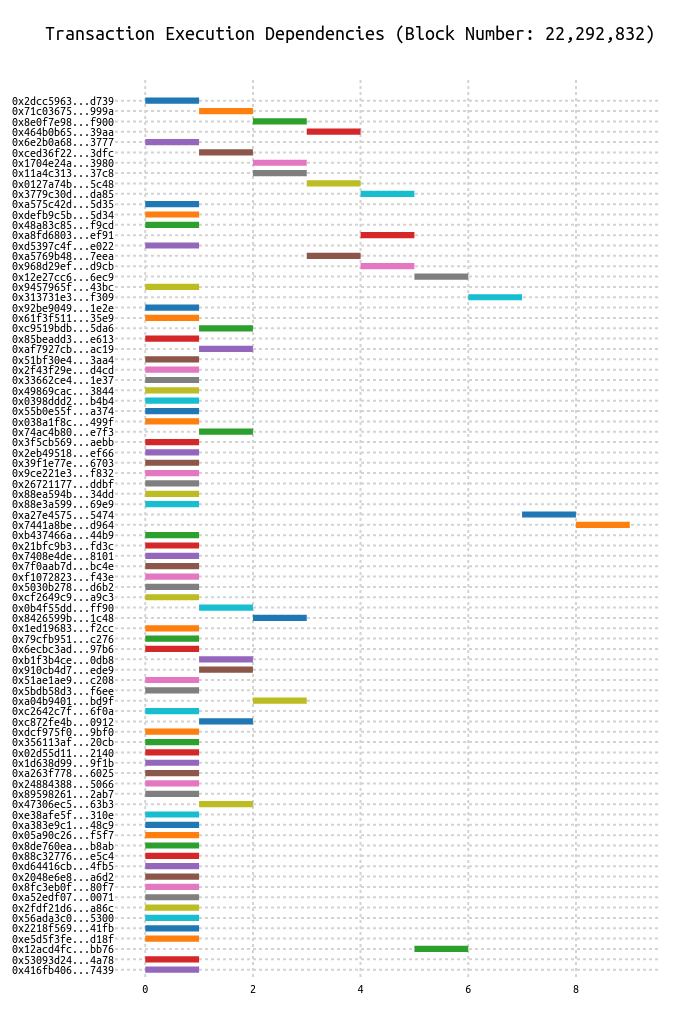 Transaction Execution Dependencies (Block Number: 22,292,832)
0x2dcc5963...d739
0x71c03675...999a
0x8e0f7e98...f900
0x464b0b65...39aa
0x6e2b0a68...3777
0xced36f22...3dfc
0x1704e24a...3980
0x11a4c313...37c8
0x0127a74b...5c48
0x3779c30d...da85
0xa575c42d...5d35
0xdefb9c5b...5d34
0x48a83c85...f9cd
0xa8fd6803...ef91
0xd5397c4f...e022
0xa5769b48...7eea
0x968d29ef...d9cb
0x12e27cc6...6ec9
0x9457965f...43bc
0x313731e3...f309
0x92be9049...1e2e
0x61f3f511...35e9
0xc9519bdb...5da6
0x85beadd3...e613
0xaf7927cb...ac19
0x51bf30e4...3aa4
0x2f43f29e...d4cd
0x33662ce4...1e37
0x49869cac...3844
0x0398ddd2...b4b4
0x55b0e55f...a374
0x038a1f8c...499f
0x74ac4b80...e7f3
0x3f5cb569...aebb
0x2eb49518...ef66
0x39f1e77e...6703
0x9ce221e3...f832
0x26721177...ddbf
0x88ea594b...34dd
0x88e3a599...69e9
0xa27e4575...5474
0x7441a8be...d964
0xb437466a...44b9
0x21bfc9b3...fd3c
0x7408e4de...8101
0x7f0aab7d...bc4e
0xf1072823...f43e
0x5030b278...d6b2
0xcf2649c9...a9c3
0x0b4f55dd...ff90
0x8426599b...1c48
0x1ed19683...f2cc
0x79cfb951...c276
0x6ecbc3ad...97b6
0xb1f3b4ce...0db8
0x910cb4d7...ede9
0x51ae1ae9...c208
0x5bdb58d3...f6ee
0xa04b9401...bd9f
0xc2642c7f...6f0a
0xc872fe4b...0912
0xdcf975f0...9bf0
0x356113af...20cb
0x02d55d11...2140
0x1d638d99...9f1b
0xa263f778...6025
0x24884388...5066
0x89598261...2ab7
0x47306ec5...63b3
0xe38afe5f...310e
0xa383e9c1...48c9
0x05a90c26...f5f7
0x8de760ea...b8ab
0x88c32776...e5c4
0xd64416cb...4fb5
0x2048e6e8...a6d2
0x8fc3eb0f...80f7
0xa52edf07...0071
0x2fdf21d6...a86c
0x56ada3c0...5300
0x2218f569...41fb
0xe5d5f3fe...d18f
0x12acd4fc...bb76
0x53093d24...4a78
0x416fb406...7439
0 2 4 6 8